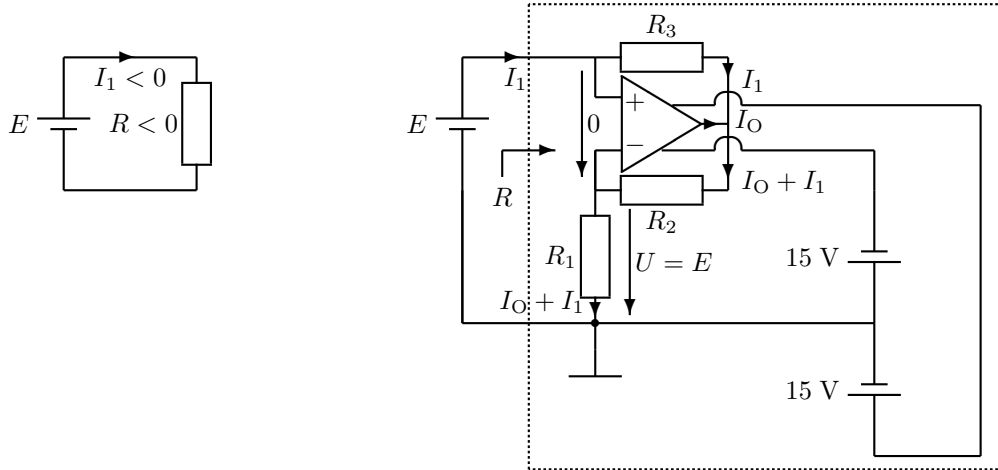 I₁ < 0
E
R < 0
R₃
I₁
I₁
+
E
0
I_O
−
R
I_O + I₁
R₂
R₁
U = E
15 V
I_O + I₁
15 V